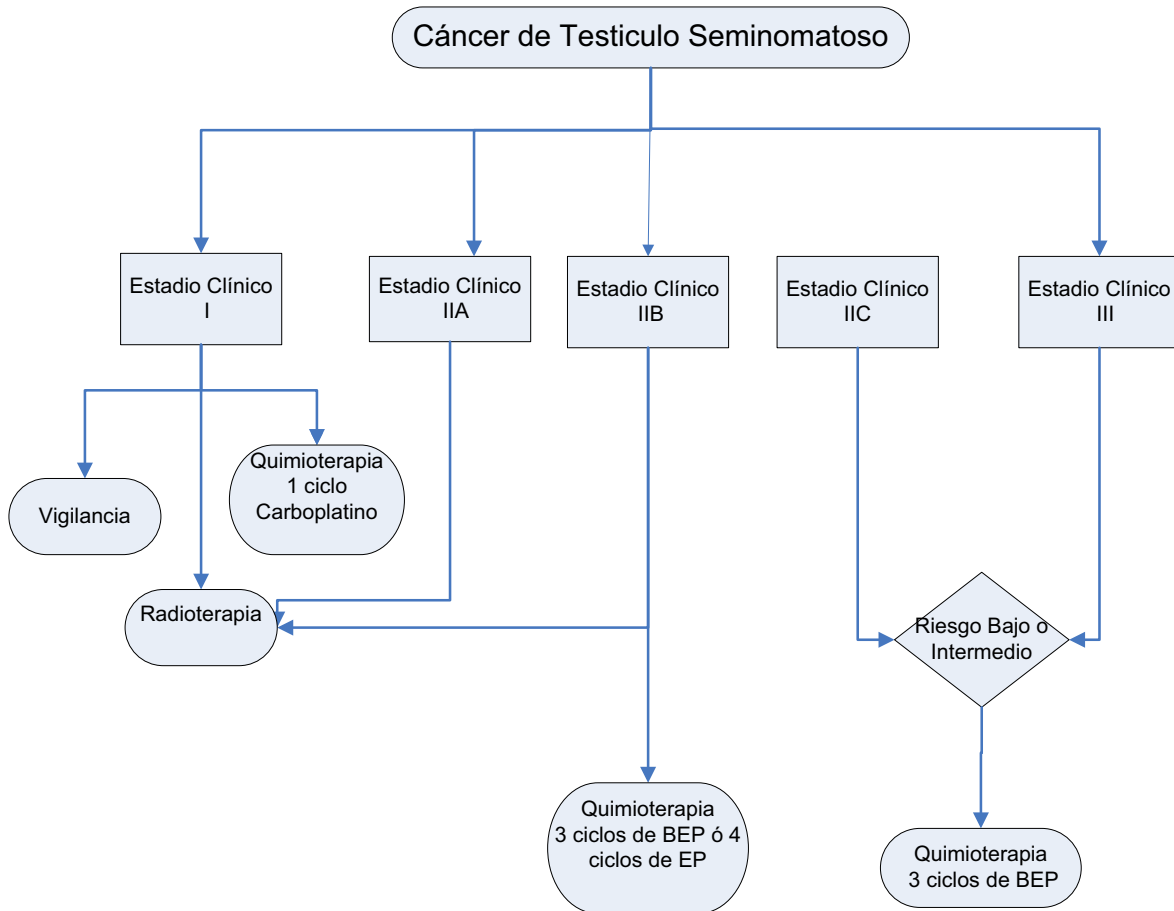 Cáncer de Testiculo Seminomatoso
Estadio Clínico
I
Estadio Clínico
IIA
Estadio Clínico
IIB
Estadio Clínico
IIC
Estadio Clínico
III
Vigilancia
Quimioterapia
1 ciclo
Carboplatino
Radioterapia
Riesgo Bajo o
Intermedio
Quimioterapia
3 ciclos de BEP ó 4
ciclos de EP
Quimioterapia
3 ciclos de BEP